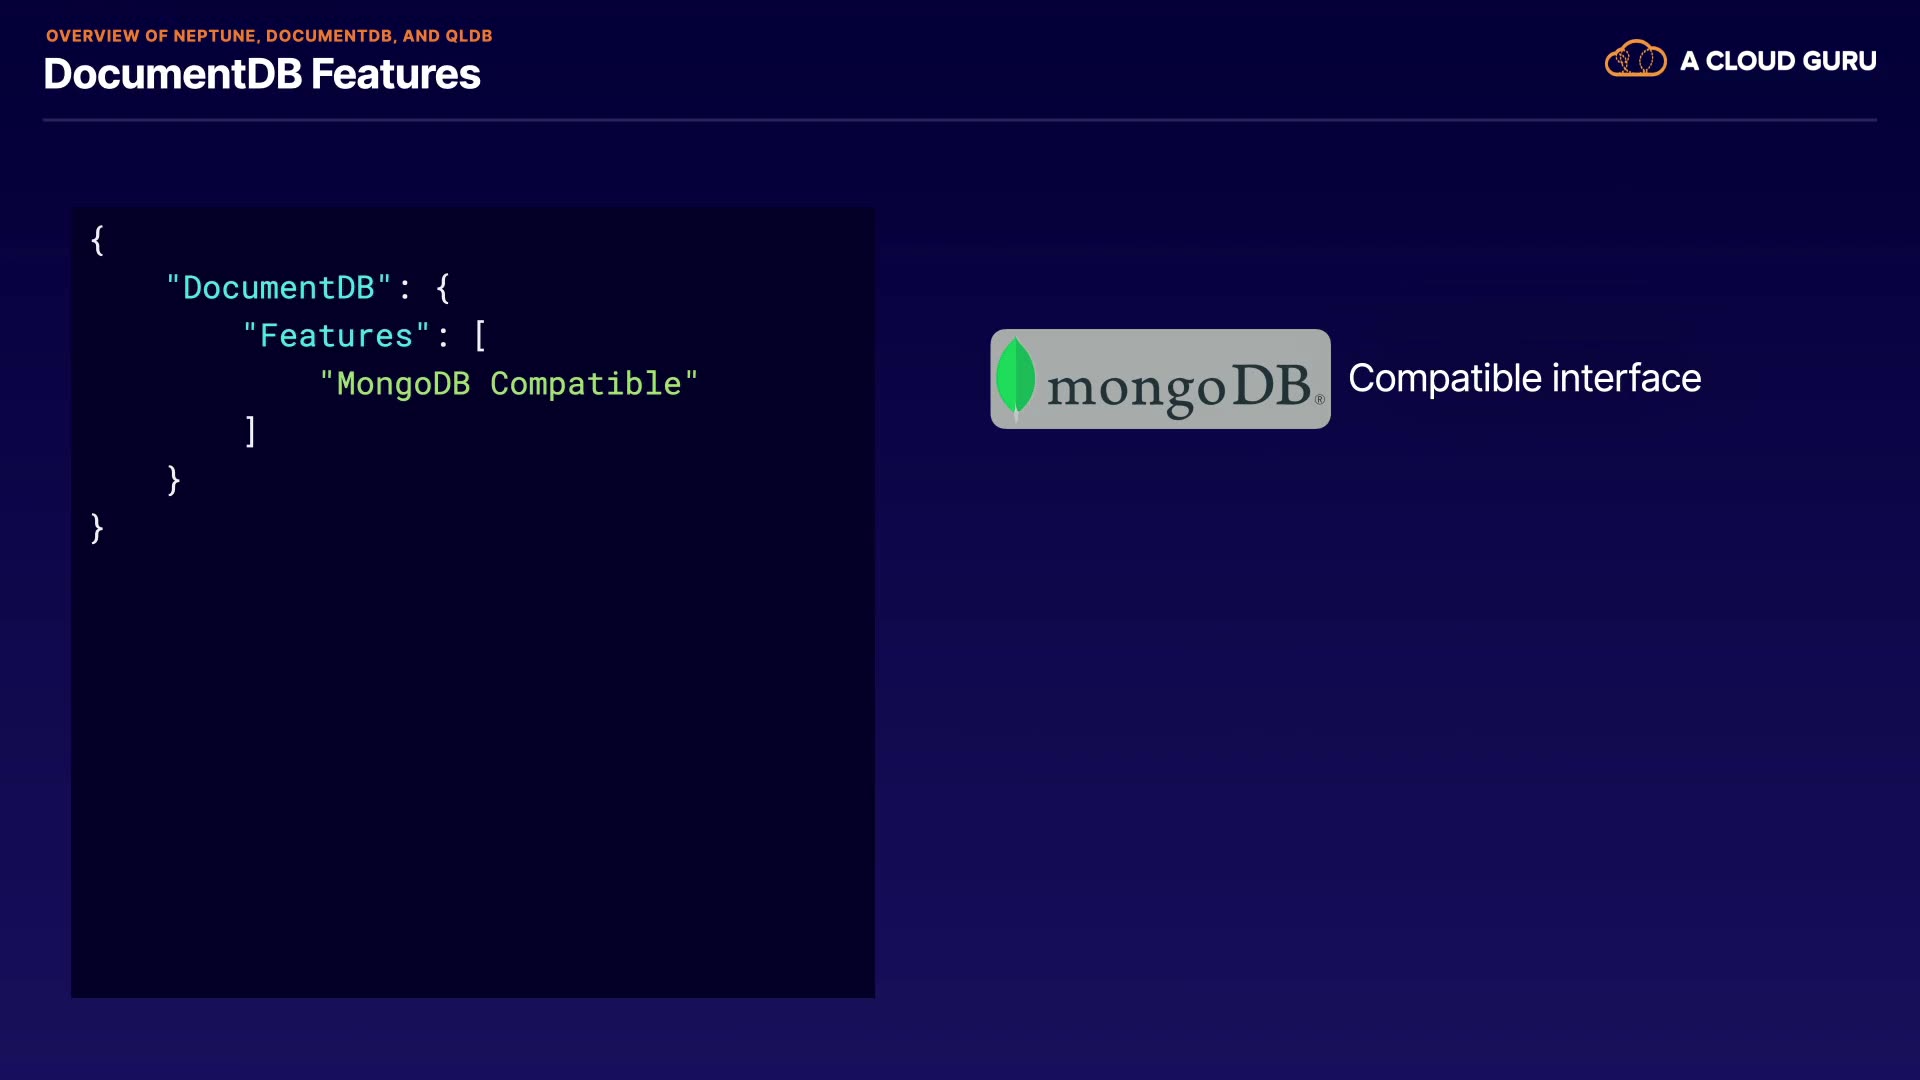 OVERVIEW OF NEPTUNE, DOCUMENTDB, AND QLDB
DocumentDB Features
A CLOUD GURU
{
"DocumentDB": {
"Features": [
"MongoDB Compatible"
]
}
}
mongoDB® Compatible interface